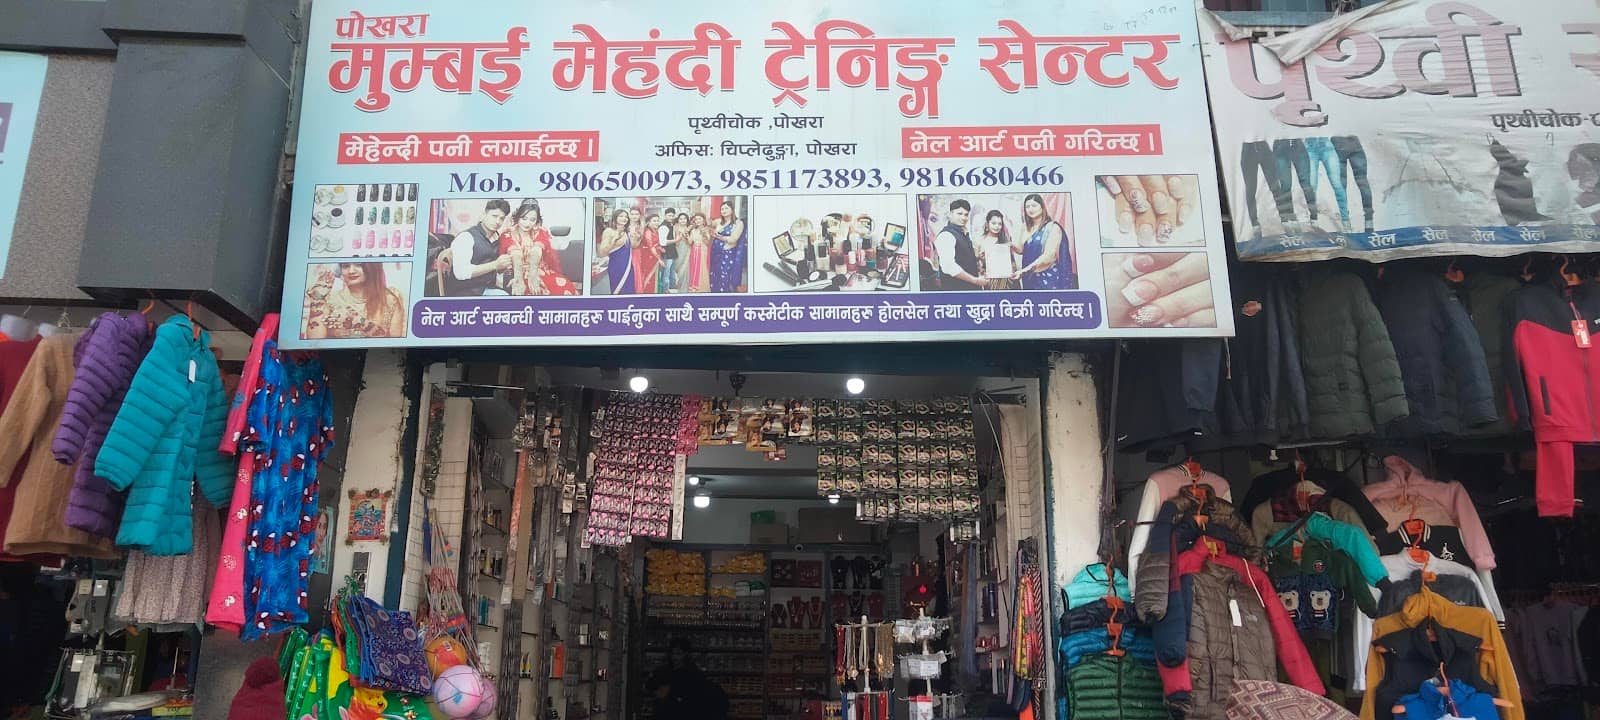 पोखरा
मुम्बई मेहंदी ट्रेनिङ्ग सेन्टर
पृथ्वीचोक ,पोखरा
मेहेन्दी पनी लगाईन्छ।
अफिसः चिप्लेढुङ्गा, पोखरा
नेल आर्ट पनी गरिन्छ।
Mob. 9806500973, 9851173893, 9816680466
नेल आर्ट सम्बन्धी सामानहरू पाईनुका साथै सम्पूर्ण कस्मेटीक सामानहरू होलसेल तथा खुद्रा बिक्री गरिन्छ।
पृथ्वी
पृथ्वीचोक-८
सेल सेल सेल सेल सेल सेल सेल